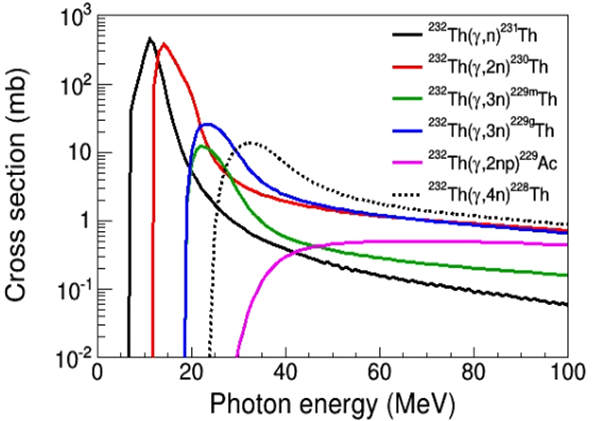 Cross section (mb)
10³
10²
10
1
10⁻¹
10⁻²
²³²Th(γ,n)²³¹Th
²³²Th(γ,2n)²³⁰Th
²³²Th(γ,3n)²²⁹ᵐTh
²³²Th(γ,3n)²²⁹ᵍTh
²³²Th(γ,2np)²²⁹Ac
²³²Th(γ,4n)²²⁸Th
0 20 40 60 80 100
Photon energy (MeV)